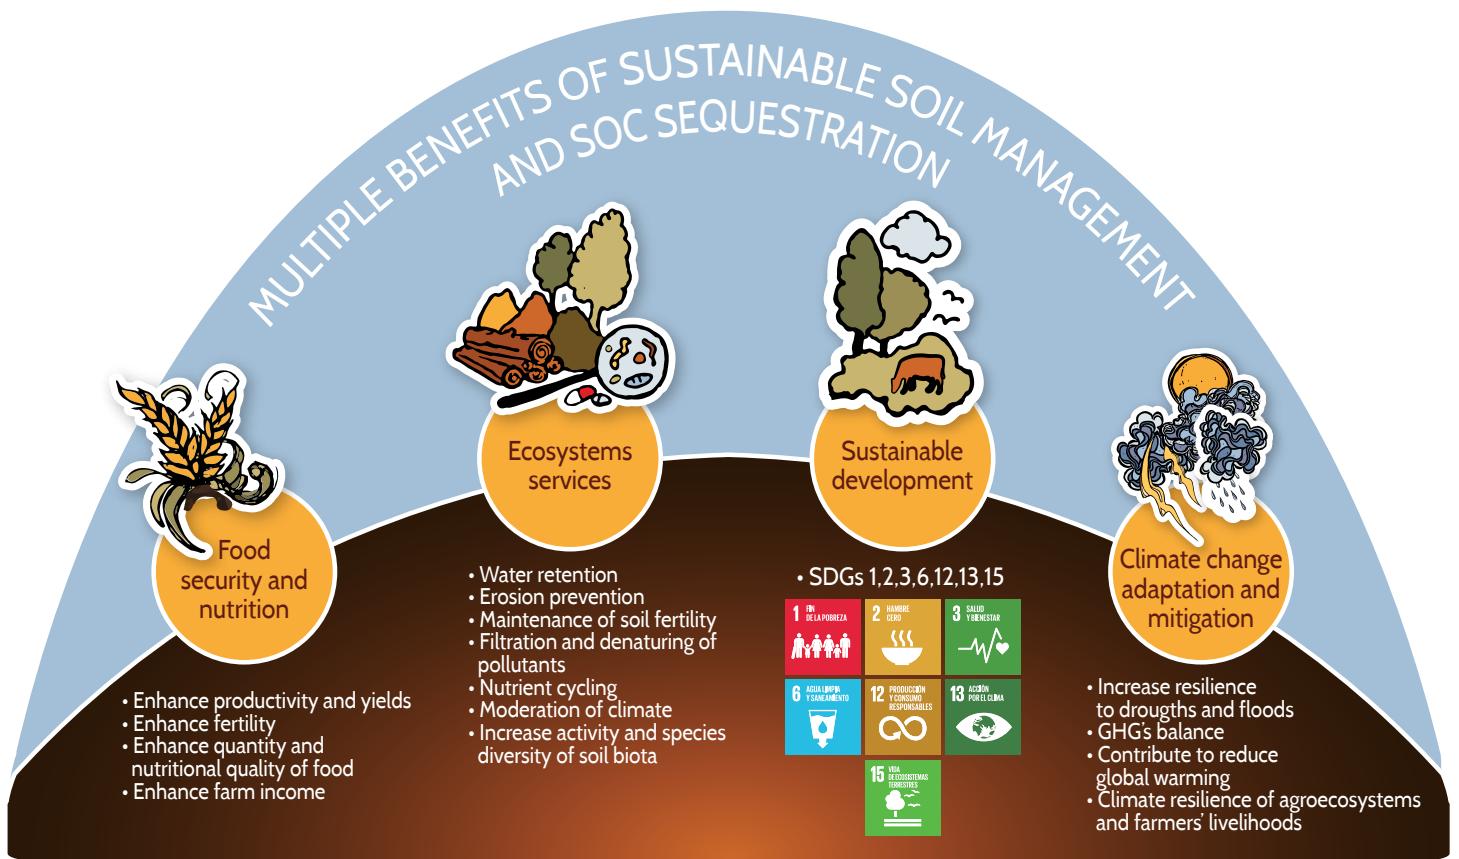 MULTIPLE BENEFITS OF SUSTAINABLE SOIL MANAGEMENT
AND SOC SEQUESTRATION
Food
security and
nutrition
• Enhance productivity and yields
• Enhance fertility
• Enhance quantity and
nutritional quality of food
• Enhance farm income
Ecosystems
services
• Water retention
• Erosion prevention
• Maintenance of soil fertility
• Filtration and denaturing of
pollutants
• Nutrient cycling
• Moderation of climate
• Increase activity and species
diversity of soil biota
Sustainable
development
• SDGs 1,2,3,6,12,13,15
1 FIN
DE LA POBREZA
2 HAMBRE
CERO
3 SALUD
Y BIENESTAR
6 AGUA LIMPIA
Y SANEAMIENTO
12 PRODUCCIÓN
Y CONSUMO
RESPONSABLES
13 ACCIÓN
POR EL CLIMA
15 VIDA
DE ECOSISTEMAS
TERRESTRES
Climate change
adaptation and
mitigation
• Increase resilience
to drougths and floods
• GHG's balance
• Contribute to reduce
global warming
• Climate resilience of agroecosystems
and farmers' livelihoods